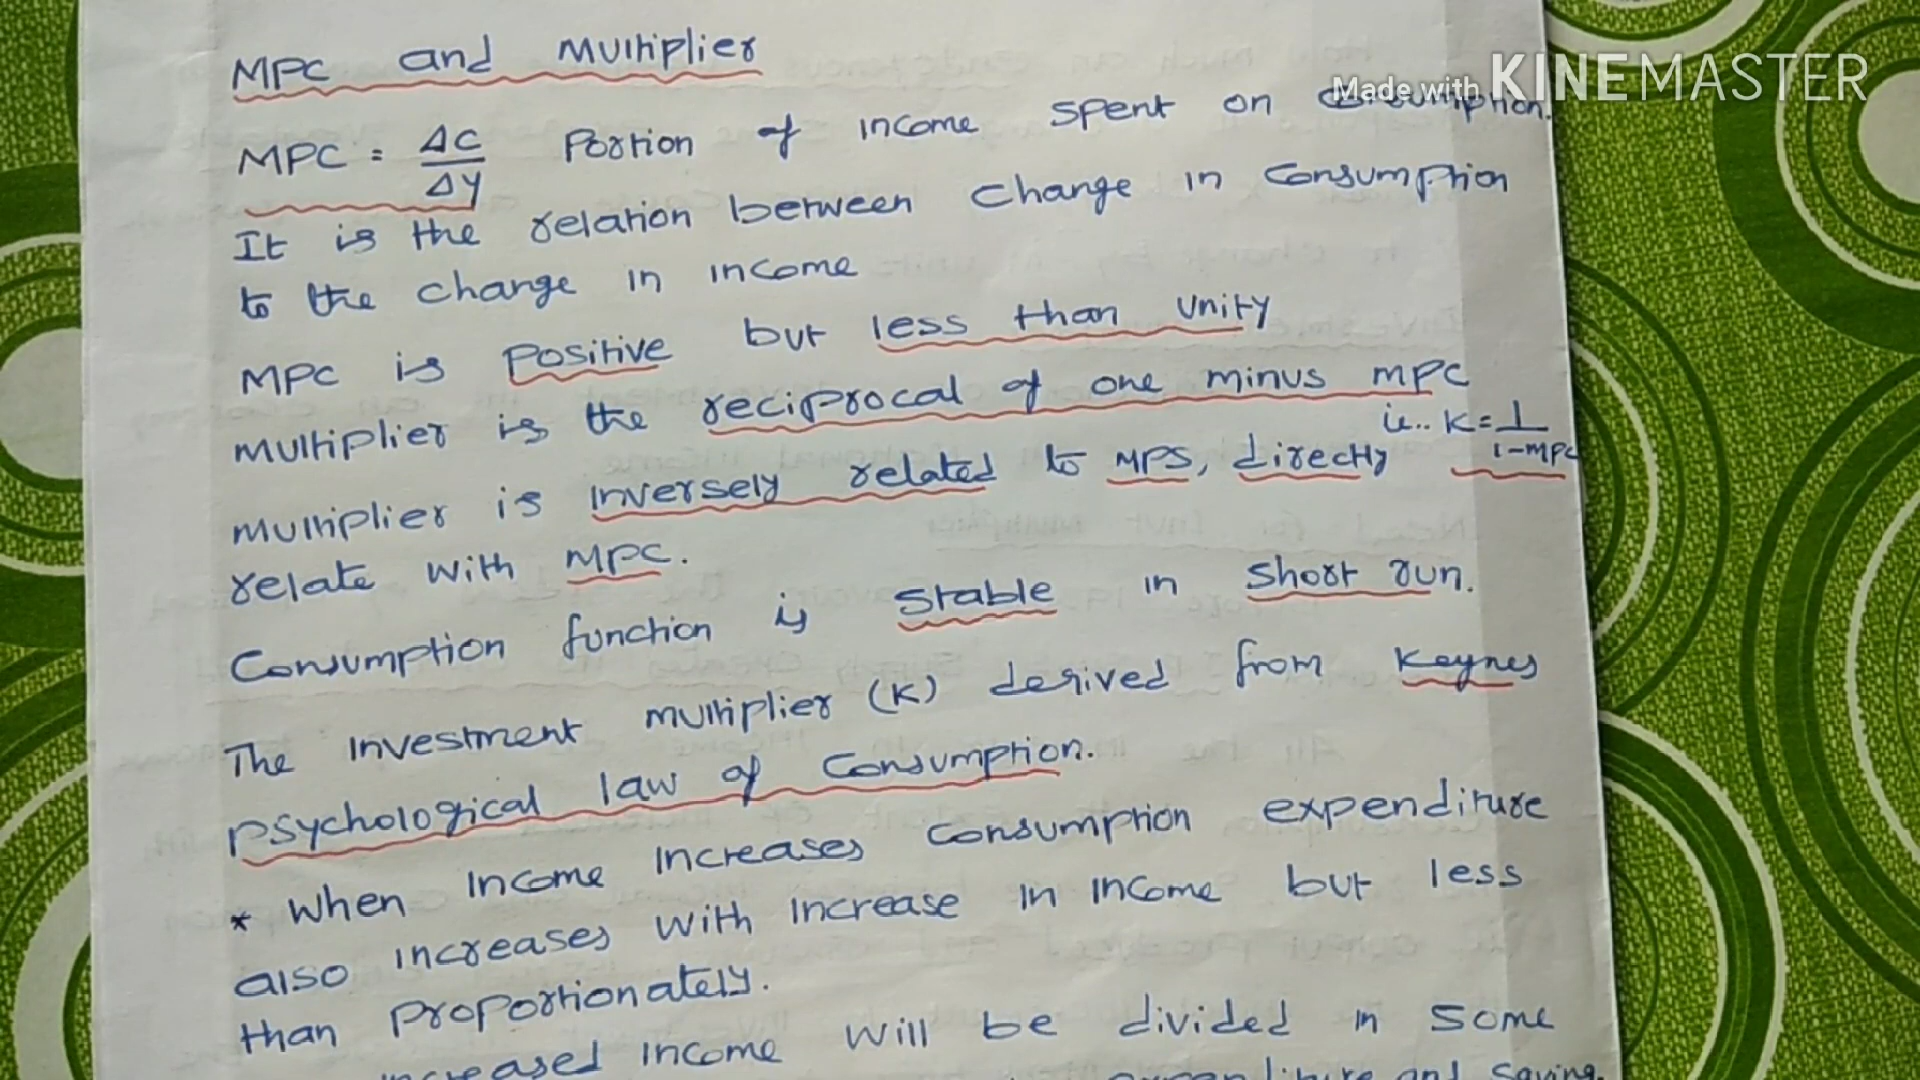 MPC and Multiplier
Made with KINEMASTER
MPC = ΔC/ΔY Portion of income spent on consumption.
It is the relation between change in consumption
to the change in income
MPC is positive but less than unity
Multiplier is the reciprocal of one minus MPC
i.e.. K = 1/1-MPC
Multiplier is inversely related to MPS, directly
relate with MPC.
Consumption function is stable in short run.
The investment multiplier (K) derived from Keynes
psychological law of consumption.
* When income increases consumption expenditure
also increases with increase in income but less
than proportionately.
increased income will be divided in some
expenditure and saving.